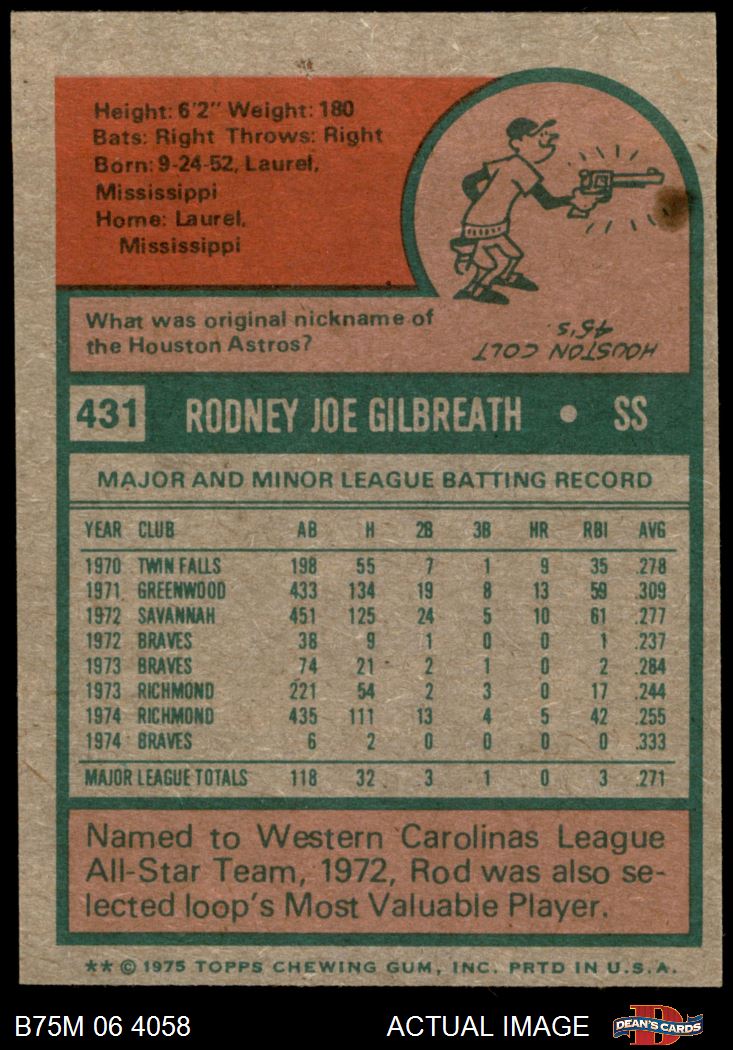 Height: 6'2" Weight: 180
Bats: Right Throws: Right
Born: 9-24-52, Laurel,
Mississippi
Home: Laurel,
Mississippi
What was original nickname of
the Houston Astros?
HOUSTON COLT
45'S.
431 RODNEY JOE GILBREATH • SS
MAJOR AND MINOR LEAGUE BATTING RECORD
YEAR CLUB AB H 2B 3B HR RBI AVG
1970 TWIN FALLS 198 55 7 1 9 35 .278
1971 GREENWOOD 433 134 19 8 13 59 .309
1972 SAVANNAH 451 125 24 5 10 61 .277
1972 BRAVES 38 9 1 0 0 1 .237
1973 BRAVES 74 21 2 1 0 2 .284
1973 RICHMOND 221 54 2 3 0 17 .244
1974 RICHMOND 435 111 13 4 5 42 .255
1974 BRAVES 6 2 0 0 0 0 .333
MAJOR LEAGUE TOTALS 118 32 3 1 0 3 .271
Named to Western Carolinas League
All-Star Team, 1972, Rod was also se-
lected loop's Most Valuable Player.
** © 1975 TOPPS CHEWING GUM, INC. PRTD IN U.S.A.
B75M 06 4058 ACTUAL IMAGE DEAN'S CARDS